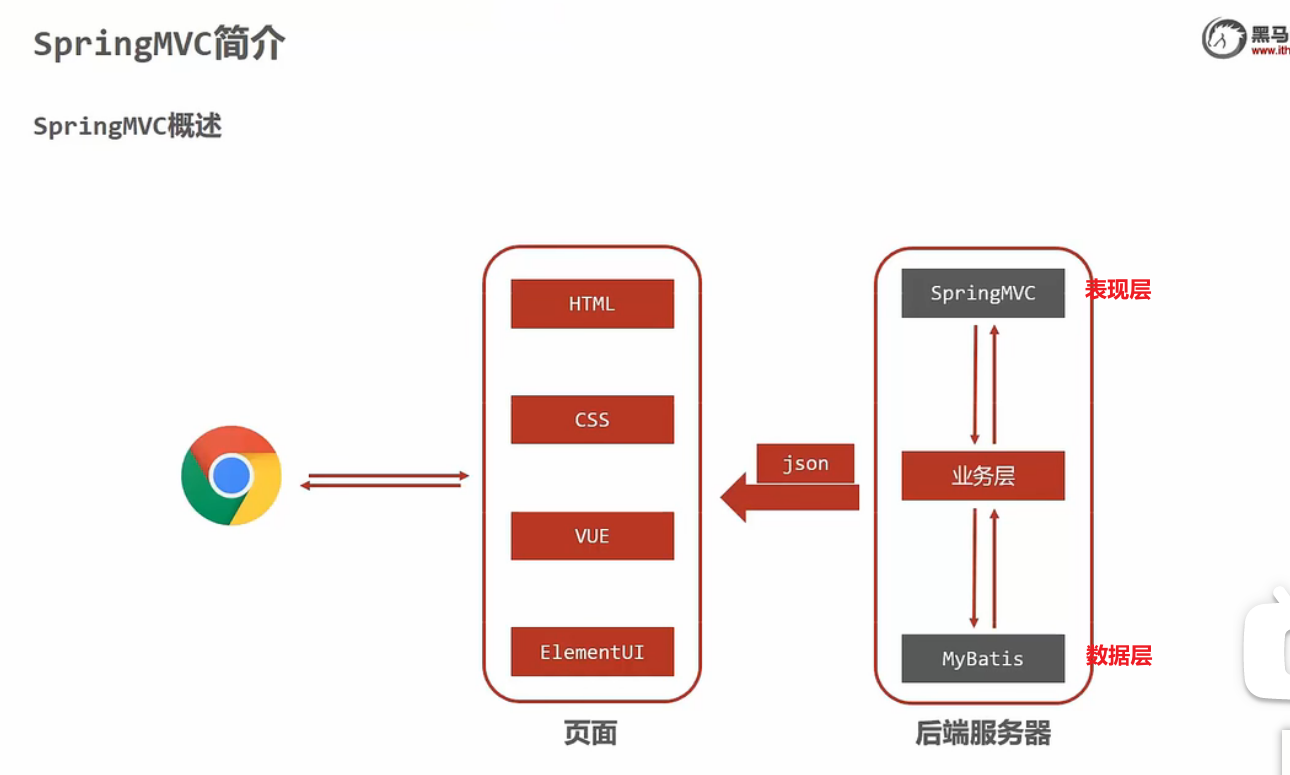 SpringMVC简介
黑马
www.ith
SpringMVC概述
HTML
CSS
VUE
ElementUI
页面
json
SpringMVC
表现层
业务层
MyBatis
数据层
后端服务器